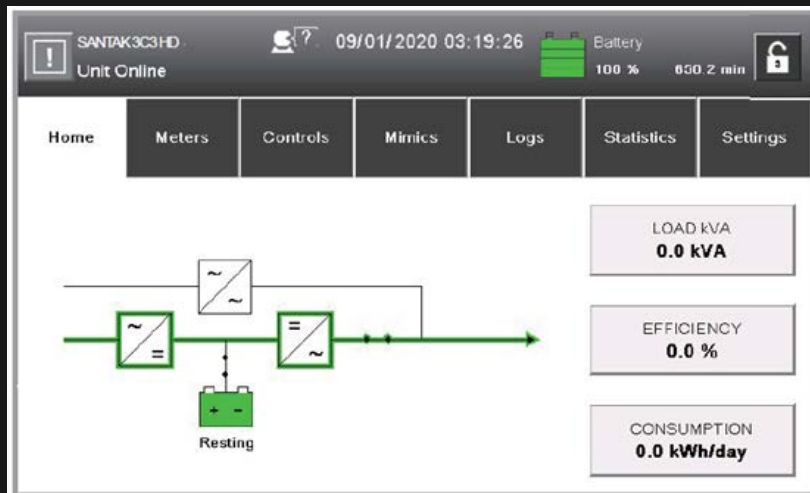 SANTAK3C3HD
Unit Online
09/01/2020 03:19:26
Battery
100 % 630.2 min
Home Meters Controls Mimics Logs Statistics Settings
LOAD kVA
0.0 kVA
EFFICIENCY
0.0 %
CONSUMPTION
0.0 kWh/day
Resting